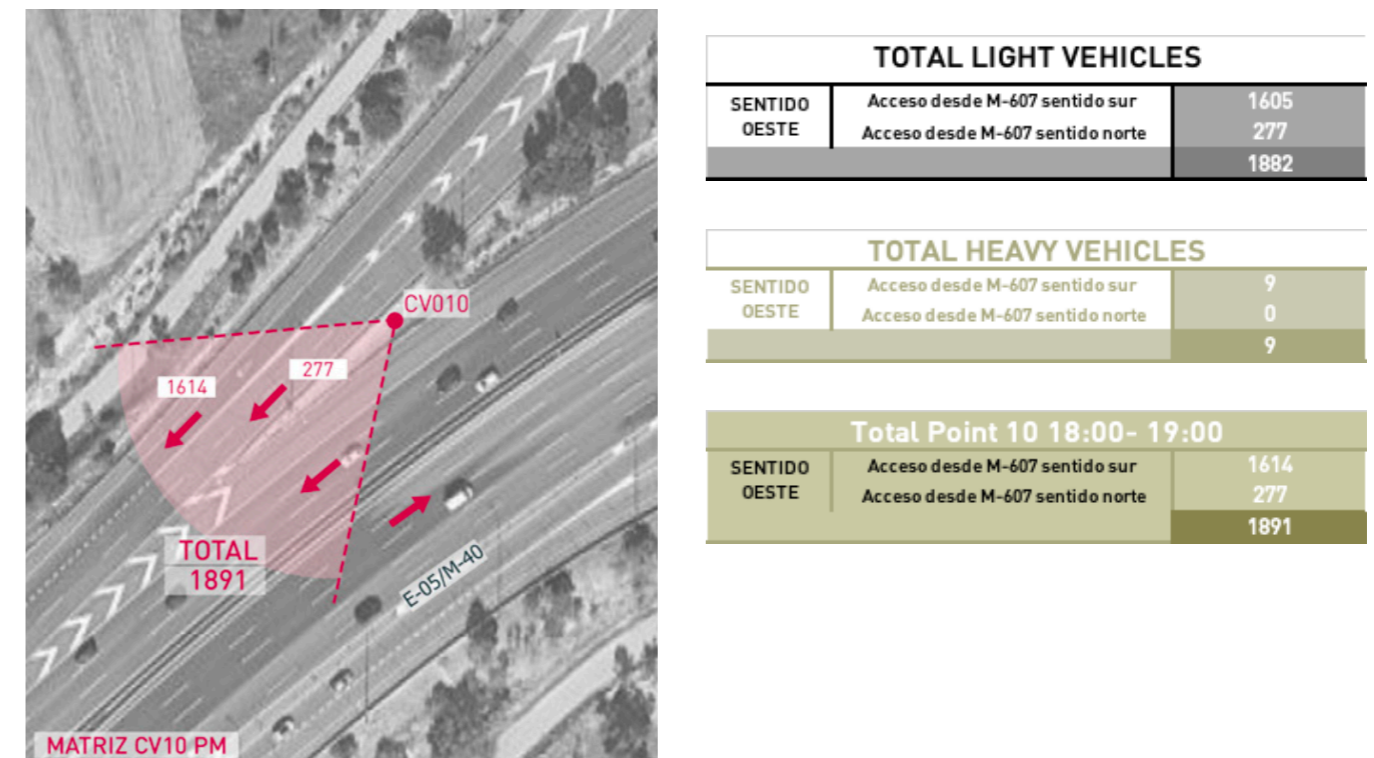 CV010
277
1614
TOTAL
1891
E-05/M-40
MATRIZ CV10 PM
TOTAL LIGHT VEHICLES
SENTIDO OESTE
Acceso desde M-607 sentido sur 1605
Acceso desde M-607 sentido norte 277
1882
TOTAL HEAVY VEHICLES
SENTIDO OESTE
Acceso desde M-607 sentido sur 9
Acceso desde M-607 sentido norte 0
9
Total Point 10 18:00- 19:00
SENTIDO OESTE
Acceso desde M-607 sentido sur 1614
Acceso desde M-607 sentido norte 277
1891